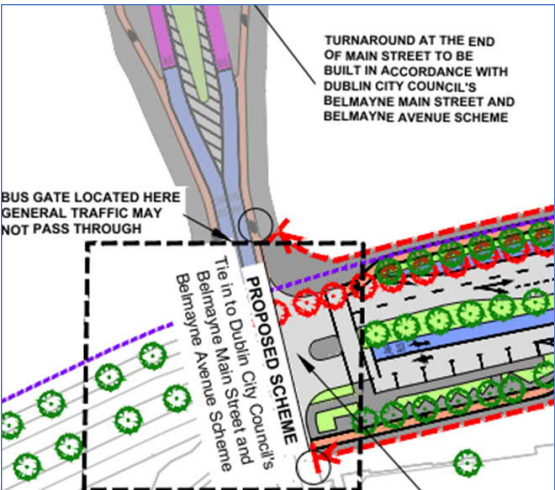 TURNAROUND AT THE END
OF MAIN STREET TO BE
BUILT IN ACCORDANCE WITH
DUBLIN CITY COUNCIL'S
BELMAYNE MAIN STREET AND
BELMAYNE AVENUE SCHEME
BUS GATE LOCATED HERE
GENERAL TRAFFIC MAY
NOT PASS THROUGH
PROPOSED SCHEME
Tie in to Dublin City Council's
Belmayne Main Street and
Belmayne Avenue Scheme